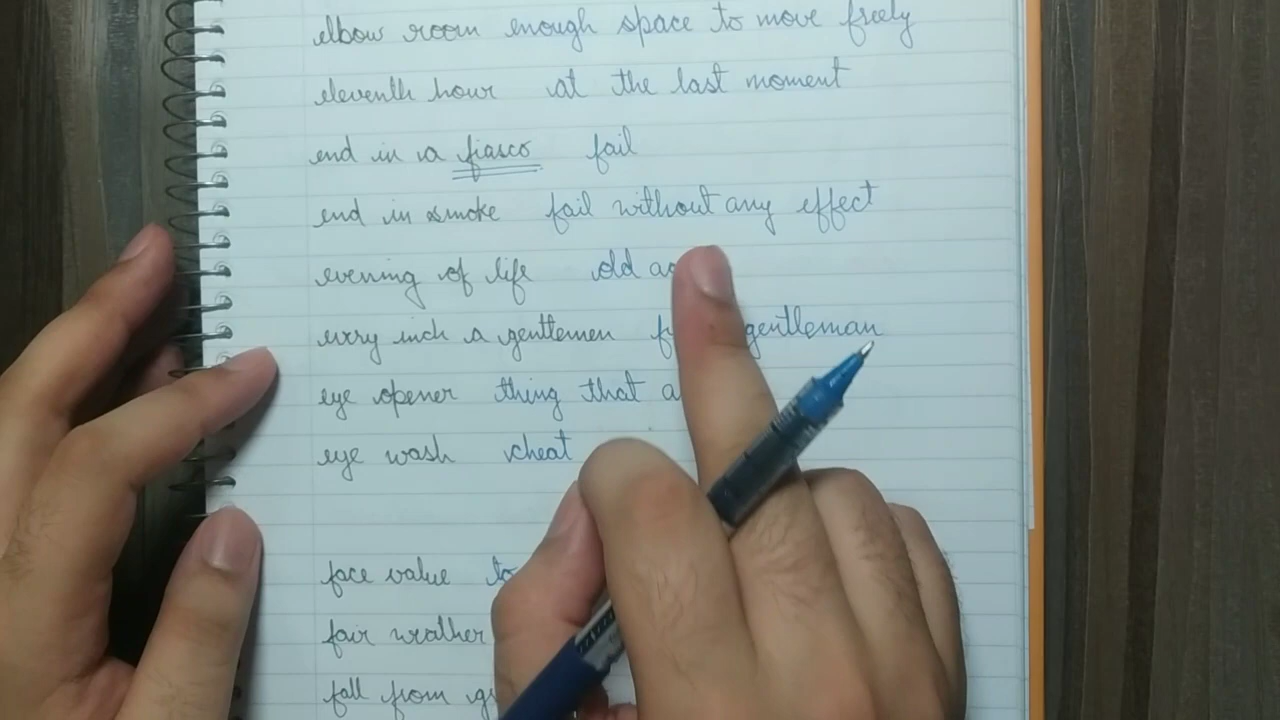 elbow room enough space to move freely
eleventh hour at the last moment
end in a fiasco fail
end in smoke fail without any effect
evening of life old
every inch a gentlemen gentleman
eye opener thing that
eye wash cheat
face value to
fair weather
fall from